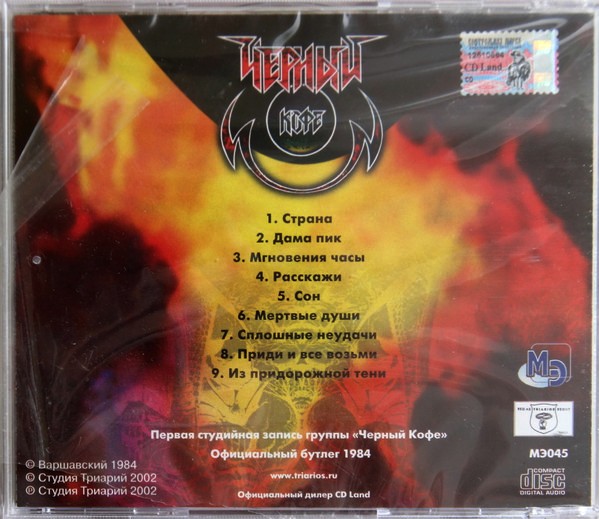 ЧЕРНЫЙ
КОФЕ
CD Land
CD
1. Страна
2. Дама пик
3. Мгновения часы
4. Расскажи
5. Сон
6. Мертвые души
7. Сплошные неудачи
8. Приди и все возьми
9. Из придорожной тени
МЭ
Первая студийная запись группы «Черный Кофе»
Официальный бутлег 1984
www.triarios.ru
Официальный дилер CD Land
© Варшавский 1984
© Студия Триарий 2002
℗ Студия Триарий 2002
МЭ045
COMPACT
disc
DIGITAL AUDIO